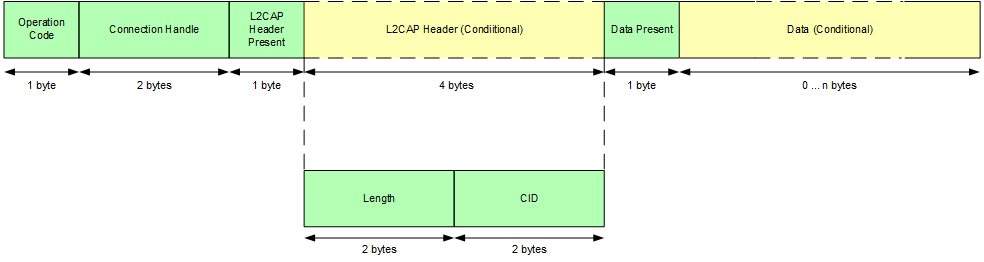 Operation
Code
Connection Handle
L2CAP
Header
Present
L2CAP Header (Condiitional)
Data Present
Data (Conditional)
1 byte
2 bytes
1 byte
4 bytes
1 byte
0 ... n bytes
Length
CID
2 bytes
2 bytes